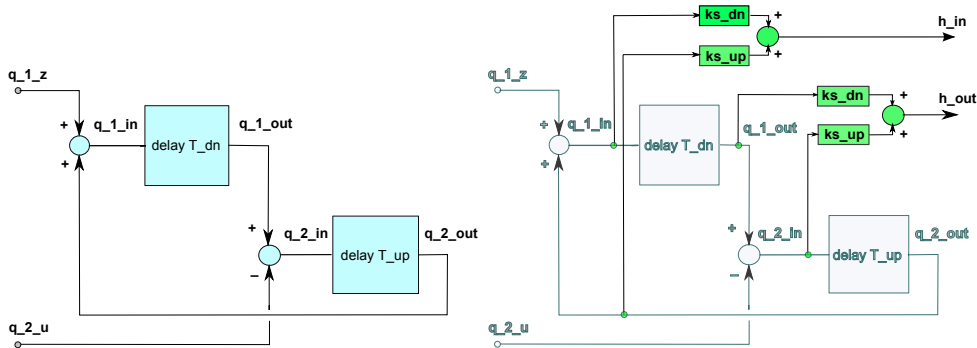 q_1_z
+
+
q_1_in
delay T_dn
q_1_out
+
−
q_2_in
delay T_up
q_2_out
q_2_u
ks_dn
+
h_in
ks_up
+
q_1_z
+
+
q_1_in
delay T_dn
q_1_out
ks_dn
+
h_out
ks_up
+
+
−
q_2_in
delay T_up
q_2_out
q_2_u